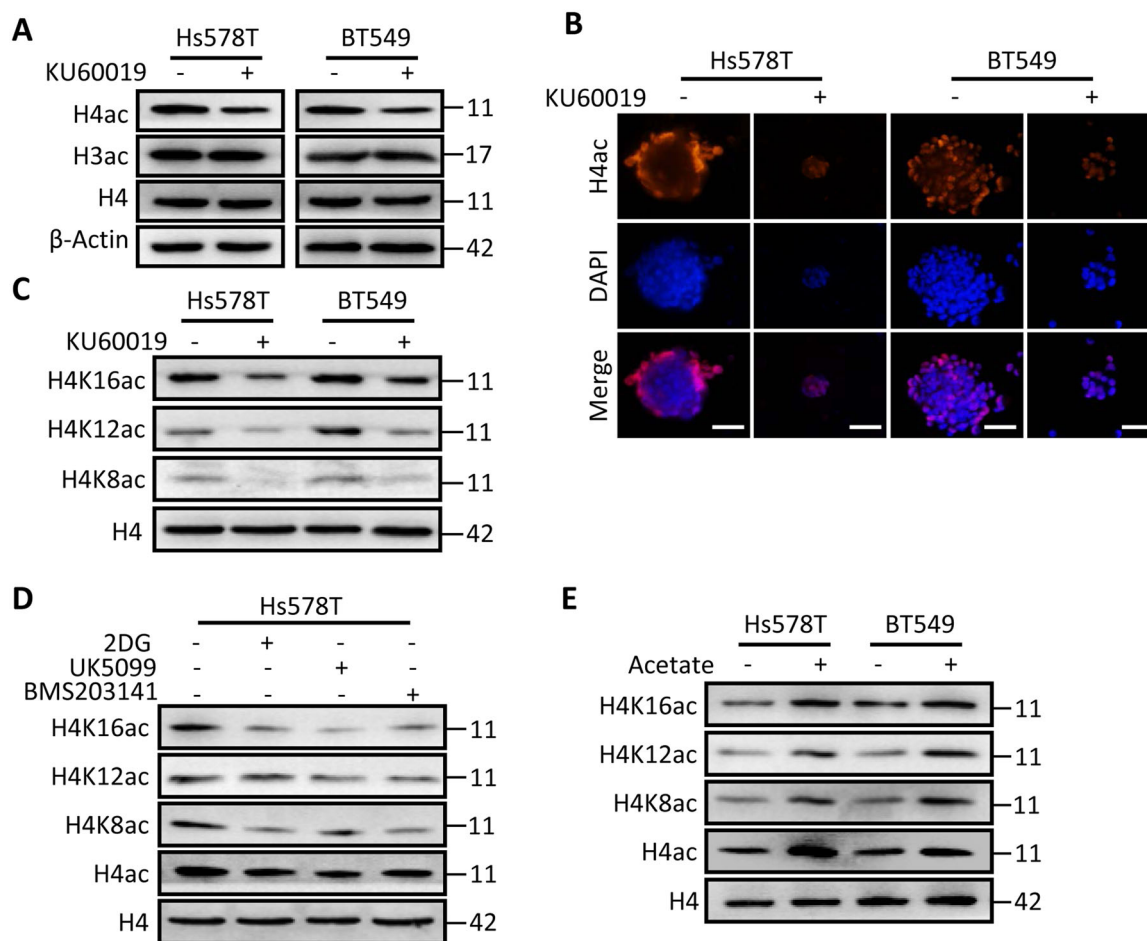 A
Hs578T BT549
KU60019 - + - +
H4ac 11
H3ac 17
H4 11
β-Actin 42
B
Hs578T BT549
KU60019 - + - +
H4ac
DAPI
Merge
C
Hs578T BT549
KU60019 - + - +
H4K16ac 11
H4K12ac 11
H4K8ac 11
H4 42
D
Hs578T
2DG - + - -
UK5099 - - + -
BMS203141 - - - +
H4K16ac 11
H4K12ac 11
H4K8ac 11
H4ac 11
H4 42
E
Hs578T BT549
Acetate - + - +
H4K16ac 11
H4K12ac 11
H4K8ac 11
H4ac 11
H4 42